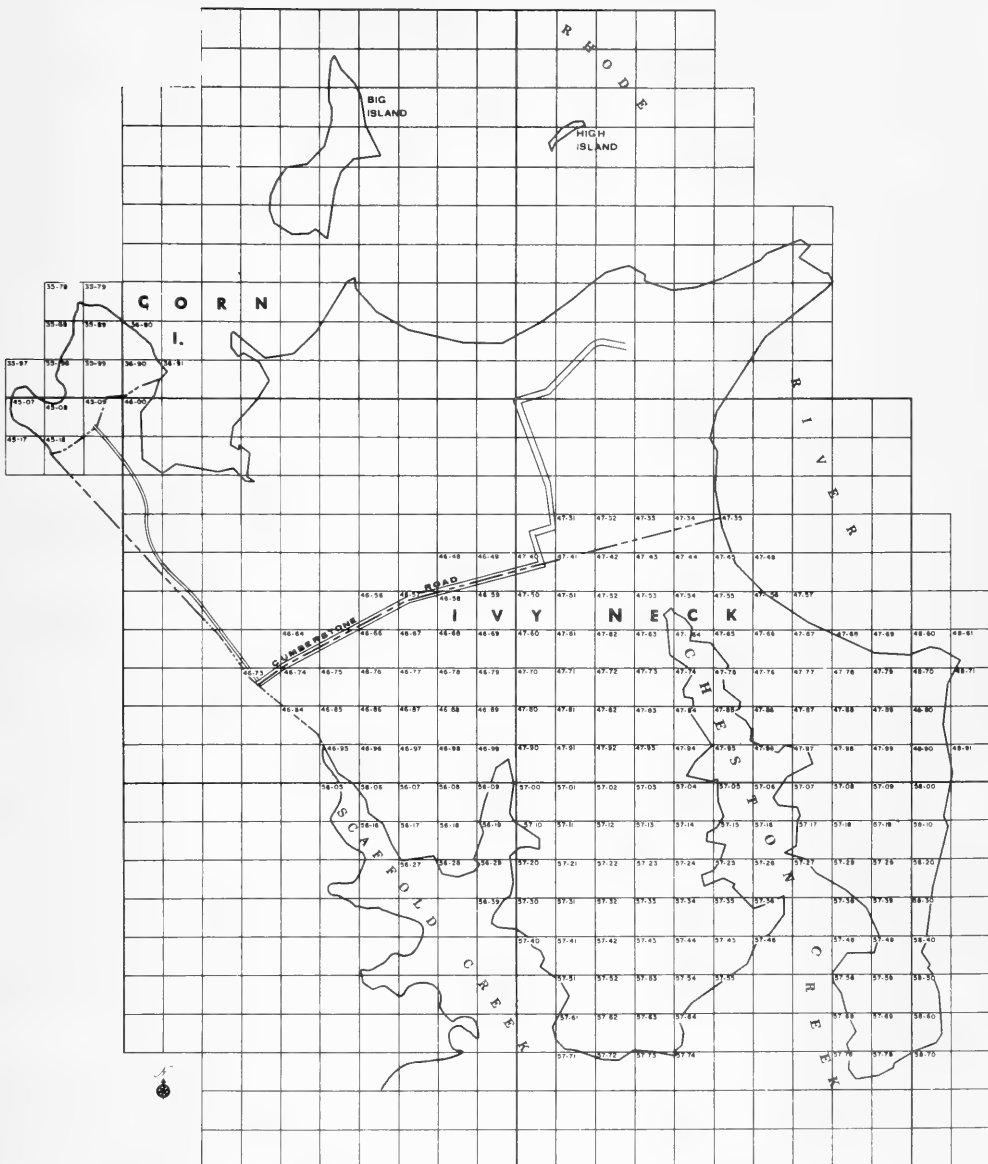 RHODE
BIG
ISLAND
HIGH
ISLAND
35-78 35-79
CORN
35-88 35-89 36-80
I.
35-97 35-98 35-99 36-90 36-91
RIVER
45-07 45-08 45-09 46-00
45-17 45-18
47-31 47-32 47-33 47-34 47-35
46-48 46-49 47-40 47-41 47-42 47-43 47-44 47-45 47-46
46-56 46-57 46-58 46-59 47-50 47-51 47-52 47-53 47-54 47-55 47-56 47-57
CUMBERSTONE ROAD
IVY NECK
46-64 46-66 46-67 46-68 46-69 47-60 47-61 47-62 47-63 47-64 47-65 47-66 47-67 47-68 47-69 48-60 48-61
46-73 46-74 46-75 46-76 46-77 46-78 46-79 47-70 47-71 47-72 47-73 47-74 47-75 47-76 47-77 47-78 47-79 48-70 48-71
CHESTON CREEK
46-84 46-85 46-86 46-87 46-88 46-89 47-80 47-81 47-82 47-83 47-84 47-85 47-86 47-87 47-88 47-89 48-80
46-95 46-96 46-97 46-98 46-99 47-90 47-91 47-92 47-93 47-94 47-95 47-96 47-97 47-98 47-99 48-90 48-91
56-05 56-06 56-07 56-08 56-09 57-00 57-01 57-02 57-03 57-04 57-05 57-06 57-07 57-08 57-09 58-00
SCAFFOLD CREEK
56-16 56-17 56-18 56-19 57-10 57-11 57-12 57-13 57-14 57-15 57-16 57-17 57-18 57-19 58-10
56-27 56-28 56-29 57-20 57-21 57-22 57-23 57-24 57-25 57-26 57-27 57-28 57-29 58-20
56-39 57-30 57-31 57-32 57-33 57-34 57-35 57-36 57-38 57-39 58-30
57-40 57-41 57-42 57-43 57-44 57-45 57-46 57-48 57-49 58-40
57-51 57-52 57-53 57-54 57-55 57-58 57-59 58-50
57-61 57-62 57-63 57-64 57-68 57-69 58-60
57-71 57-72 57-73 57-74 57-78 57-79 58-70
N